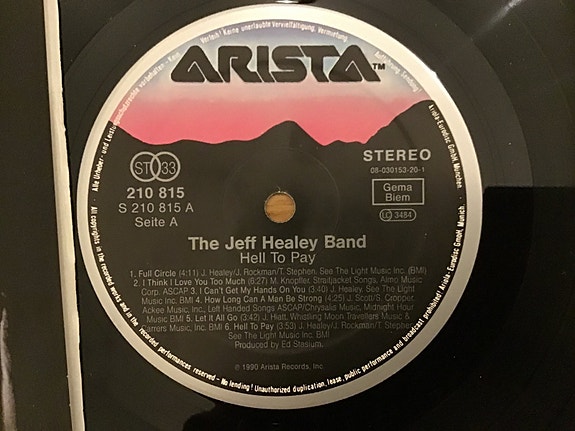 ARISTA™
Alle Urheber- und Leistungsschutzrechte vorbehalten - Kein Verleih! Keine unerlaubte Vervielfältigung, Vermietung, Aufführung, Sendung!
Ariola-Eurodisc GmbH, München.
ST 33
STEREO
08-030153-20-1
210 815
S 210 815 A
Seite A
Gema
Biem
LC 3484
The Jeff Healey Band
Hell To Pay
1. Full Circle (4:11) J. Healey/J. Rockman/T. Stephen. See The Light Music Inc. (BMI)
2. I Think I Love You Too Much (6:27) M. Knopfler. Straitjacket Songs, Almo Music
Corp. ASCAP 3. I Can't Get My Hands On You (3:40) J. Healey. See The Light
Music Inc. BMI 4. How Long Can A Man Be Strong (4:25) J. Scott/S. Cropper.
Ackee Music Inc., Left Handed Songs ASCAP/Chrysalis Music, Midnight Hour
Music BMI 5. Let It All Go (3:42) J. Hiatt. Whistling Moon Travellers & Music &
Carrers Music, Inc. BMI 6. Hell To Pay (3:53) J. Healey/J. Rockman/T. Stephen.
See The Light Music Inc. BMI
Produced by Ed Stasium.
℗ 1990 Arista Records, Inc.
All copyrights in the recorded works and in the recorded performances reserved - No lending! Unauthorized duplication, lease, public performance and broadcast prohibited! Ariola-Eurodisc GmbH, Munich.